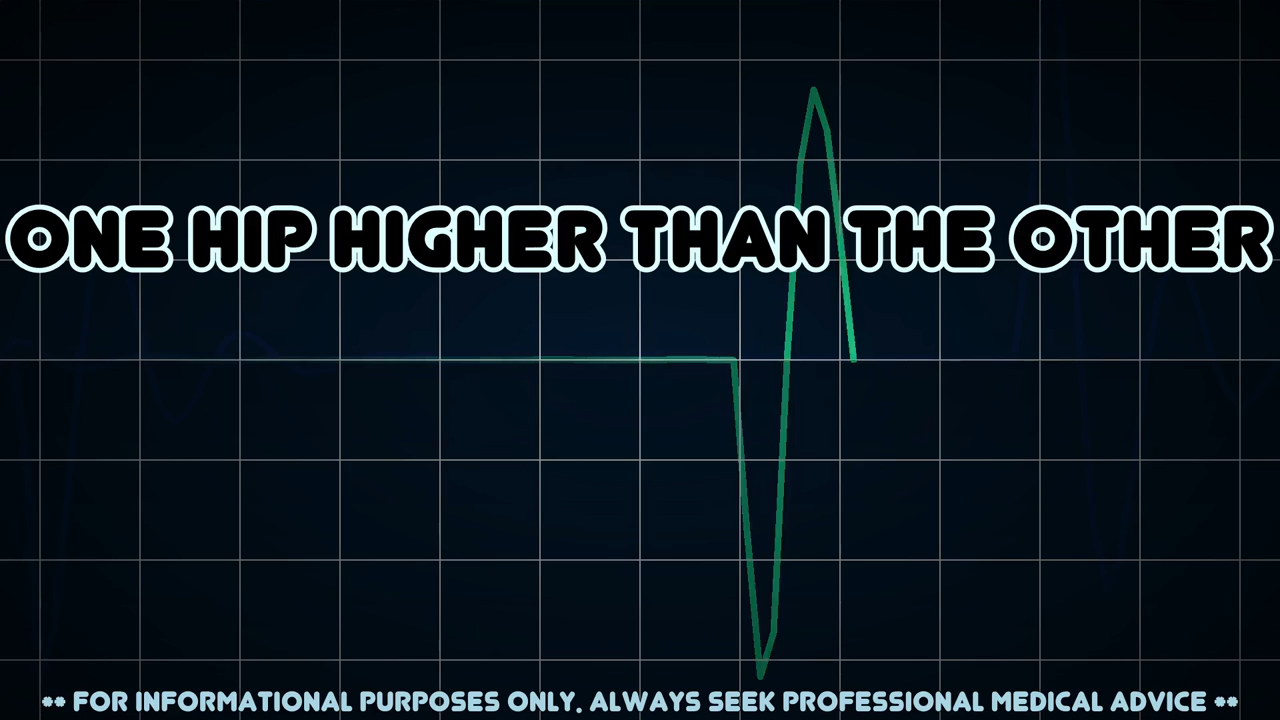 ONE HIP HIGHER THAN THE OTHER
** FOR INFORMATIONAL PURPOSES ONLY. ALWAYS SEEK PROFESSIONAL MEDICAL ADVICE **